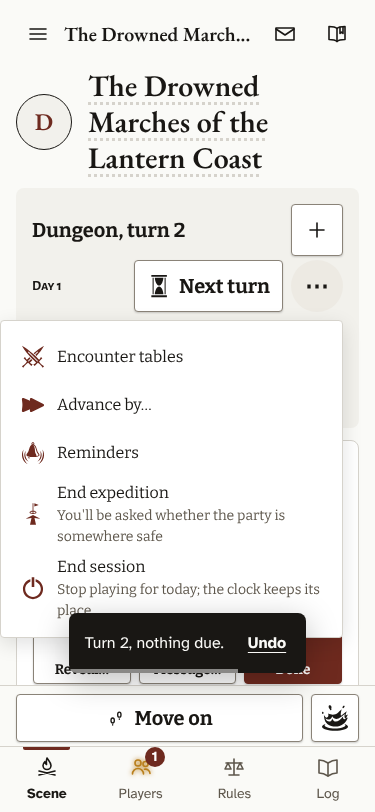 The Drowned March...
D
The Drowned
Marches of the
Lantern Coast
Dungeon, turn 2
DAY 1
Next turn
Encounter tables
Advance by...
Reminders
End expedition
You'll be asked whether the party is
somewhere safe
End session
Stop playing for today; the clock keeps its
place
Turn 2, nothing due. Undo
Move on
1
Scene
Players
Rules
Log